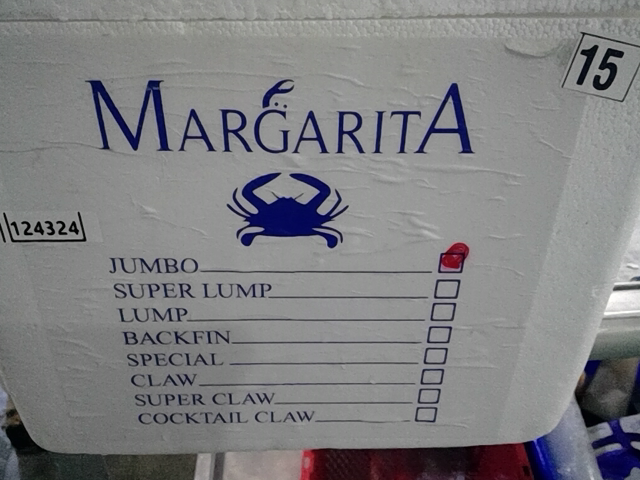 15
MARGARITA
124324
JUMBO
SUPER LUMP
LUMP
BACKFIN
SPECIAL
CLAW
SUPER CLAW
COCKTAIL CLAW